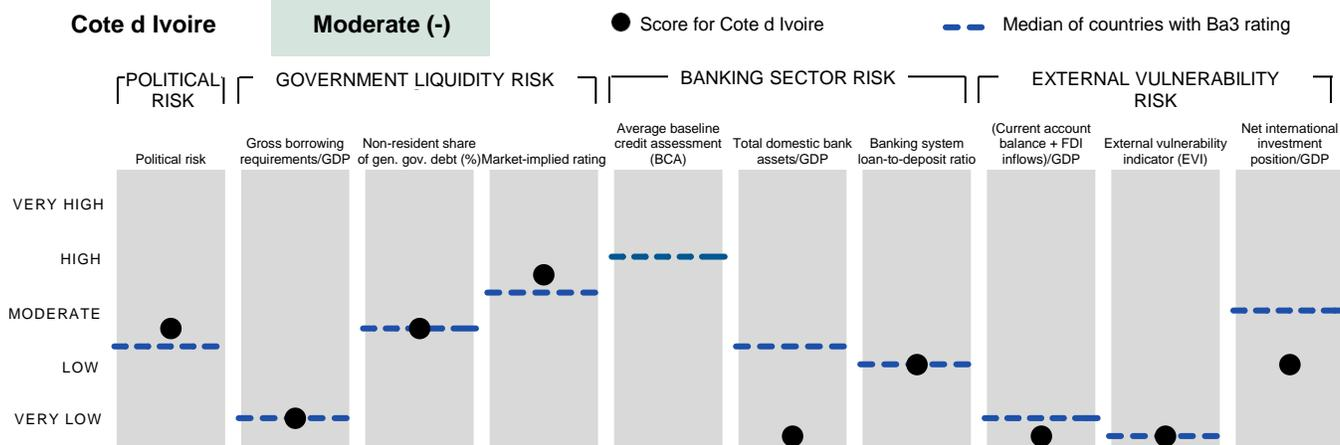 Cote d Ivoire
Moderate (-)
Score for Cote d Ivoire
Median of countries with Ba3 rating
POLITICAL
RISK
GOVERNMENT LIQUIDITY RISK
BANKING SECTOR RISK
EXTERNAL VULNERABILITY
RISK
Political risk
Gross borrowing
requirements/GDP
Non-resident share
of gen. gov. debt (%)
Market-implied rating
Average baseline
credit assessment
(BCA)
Total domestic bank
assets/GDP
Banking system
loan-to-deposit ratio
(Current account
balance + FDI
inflows)/GDP
External vulnerability
indicator (EVI)
Net international
investment
position/GDP
VERY HIGH
HIGH
MODERATE
LOW
VERY LOW